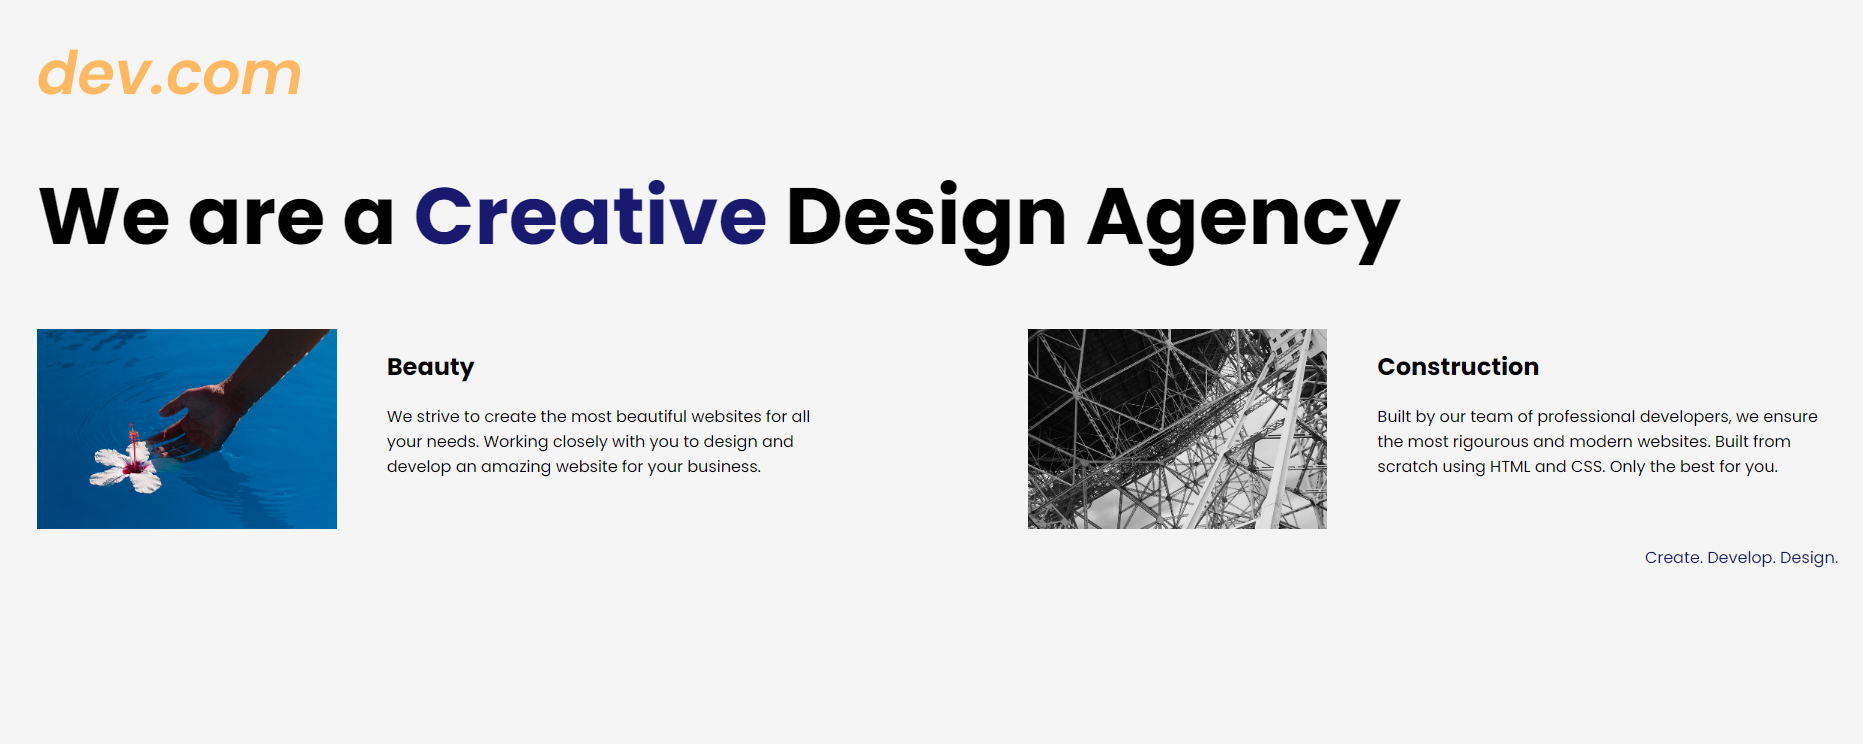 dev.com
We are a Creative Design Agency
Beauty
We strive to create the most beautiful websites for all
your needs. Working closely with you to design and
develop an amazing website for your business.
Construction
Built by our team of professional developers, we ensure
the most rigourous and modern websites. Built from
scratch using HTML and CSS. Only the best for you.
Create. Develop. Design.